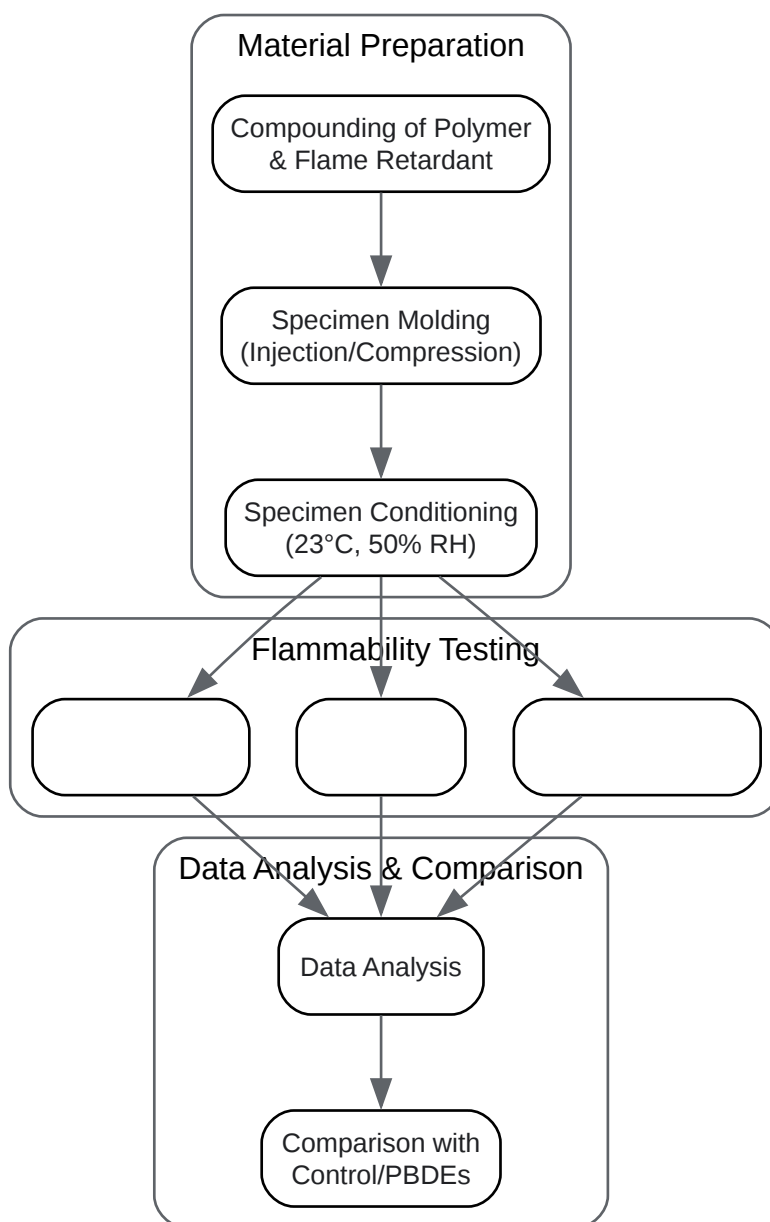 Material Preparation
Compounding of Polymer
& Flame Retardant
Specimen Molding
(Injection/Compression)
Specimen Conditioning
(23°C, 50% RH)
Flammability Testing
Data Analysis & Comparison
Data Analysis
Comparison with
Control/PBDEs